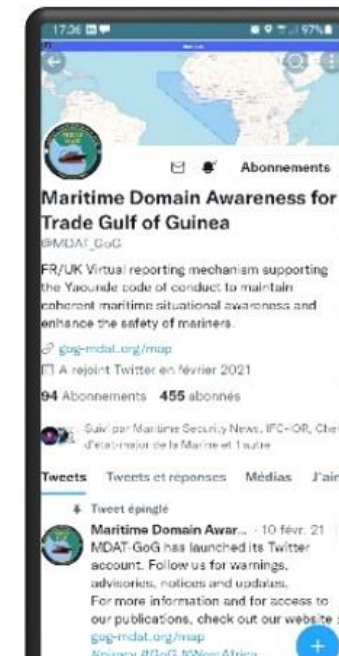 17:36
97%
Abonnements
Maritime Domain Awareness for
Trade Gulf of Guinea
@MDAT_GoG
FR/UK Virtual reporting mechanism supporting
the Yaounde code of conduct to maintain
coherent maritime situational awareness and
enhance the safety of mariners.
gog-mdat.org/map
A rejoint Twitter en février 2021
94 Abonnements 455 abonnés
Suivi par Maritime Security News, IFC-IOR, Chef
d'état-major de la Marine et 1 autre
Tweets Tweets et réponses Médias J'aim
Tweet épinglé
Maritime Domain Awar... · 10 févr. 21
MDAT-GoG has launched its Twitter
account. Follow us for warnings,
advisories, notices and updates.
For more information and for access to
our publications, check out our website :
gog-mdat.org/map
#piracy #GoG #WestAfrica